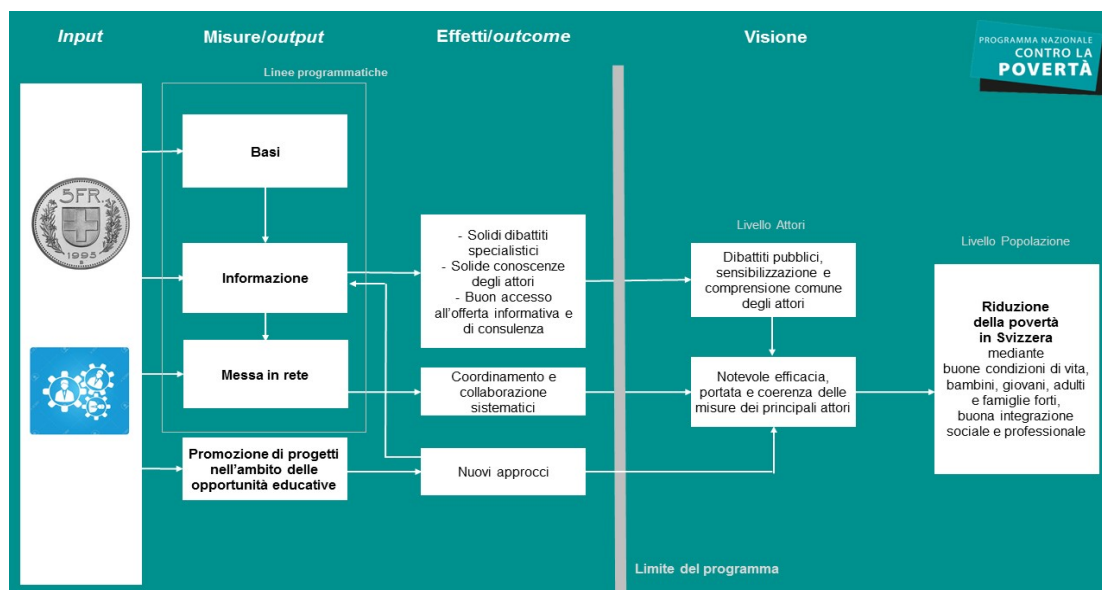 Input
Misure/output
Effetti/outcome
Visione
PROGRAMMA NAZIONALE
CONTRO LA
POVERTÀ
Linee programmatiche
Basi
5FR.
1995
B
Informazione
Messa in rete
Promozione di progetti
nell'ambito delle
opportunità educative
- Solidi dibattiti
specialistici
- Solide conoscenze
degli attori
- Buon accesso
all'offerta informativa e
di consulenza
Coordinamento e
collaborazione
sistematici
Nuovi approcci
Livello Attori
Dibattiti pubblici,
sensibilizzazione e
comprensione comune
degli attori
Notevole efficacia,
portata e coerenza delle
misure dei principali attori
Livello Popolazione
Riduzione
della povertà
in Svizzera
mediante
buone condizioni di vita,
bambini, giovani, adulti
e famiglie forti,
buona integrazione
sociale e professionale
Limite del programma